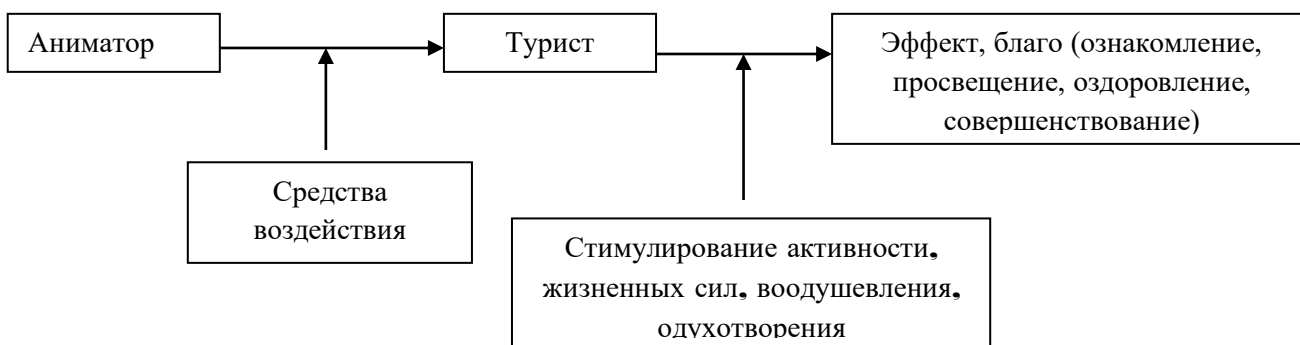 Аниматор
Турист
Эффект, благо (ознакомление,
просвещение, оздоровление,
совершенствование)
Средства
воздействия
Стимулирование активности,
жизненных сил, воодушевления,
одухотворения